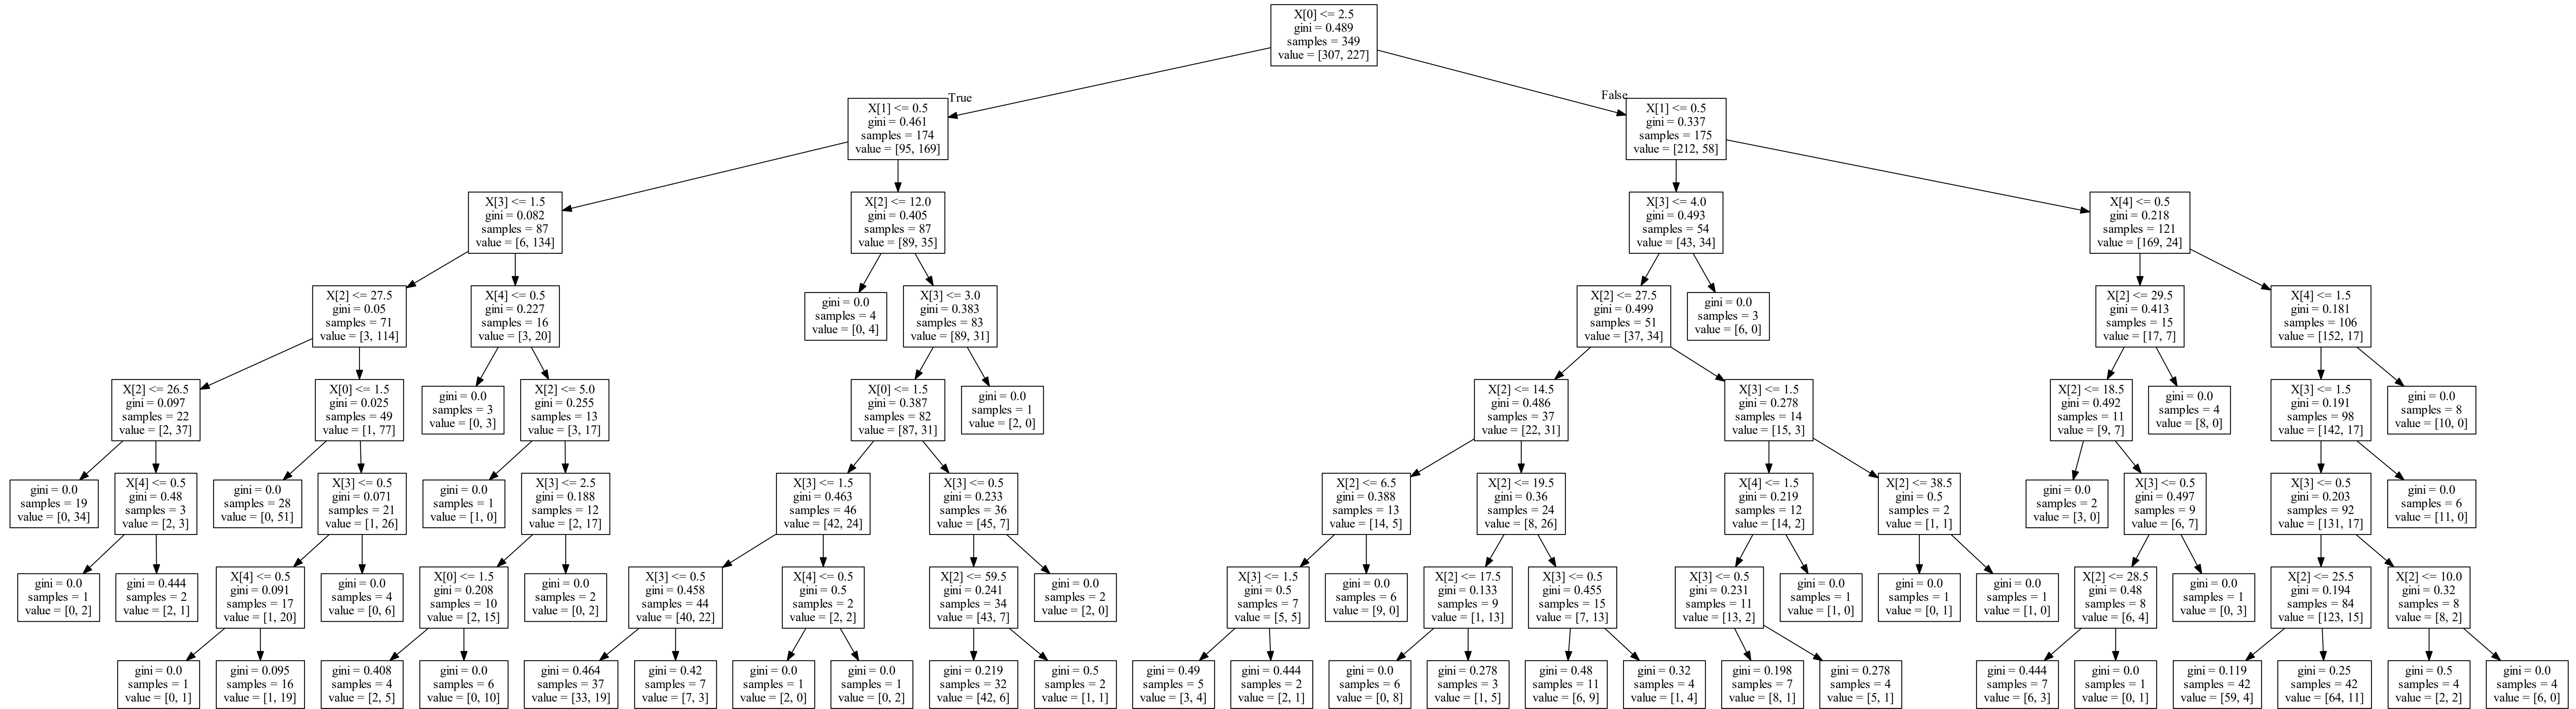 X[0] <= 2.5
gini = 0.489
samples = 349
value = [307, 227]
True
False
X[1] <= 0.5
gini = 0.461
samples = 174
value = [95, 169]
X[1] <= 0.5
gini = 0.337
samples = 175
value = [212, 58]
X[3] <= 1.5
gini = 0.082
samples = 87
value = [6, 134]
X[2] <= 12.0
gini = 0.405
samples = 87
value = [89, 35]
X[3] <= 4.0
gini = 0.493
samples = 54
value = [43, 34]
X[4] <= 0.5
gini = 0.218
samples = 121
value = [169, 24]
X[2] <= 27.5
gini = 0.05
samples = 71
value = [3, 114]
X[4] <= 0.5
gini = 0.227
samples = 16
value = [3, 20]
gini = 0.0
samples = 4
value = [0, 4]
X[3] <= 3.0
gini = 0.383
samples = 83
value = [89, 31]
X[2] <= 27.5
gini = 0.499
samples = 51
value = [37, 34]
gini = 0.0
samples = 3
value = [6, 0]
X[2] <= 29.5
gini = 0.413
samples = 15
value = [17, 7]
X[4] <= 1.5
gini = 0.181
samples = 106
value = [152, 17]
X[2] <= 26.5
gini = 0.097
samples = 22
value = [2, 37]
X[0] <= 1.5
gini = 0.025
samples = 49
value = [1, 77]
gini = 0.0
samples = 3
value = [0, 3]
X[2] <= 5.0
gini = 0.255
samples = 13
value = [3, 17]
X[0] <= 1.5
gini = 0.387
samples = 82
value = [87, 31]
gini = 0.0
samples = 1
value = [2, 0]
X[2] <= 14.5
gini = 0.486
samples = 37
value = [22, 31]
X[3] <= 1.5
gini = 0.278
samples = 14
value = [15, 3]
X[2] <= 18.5
gini = 0.492
samples = 11
value = [9, 7]
gini = 0.0
samples = 4
value = [8, 0]
X[3] <= 1.5
gini = 0.191
samples = 98
value = [142, 17]
gini = 0.0
samples = 8
value = [10, 0]
gini = 0.0
samples = 19
value = [0, 34]
X[4] <= 0.5
gini = 0.48
samples = 3
value = [2, 3]
gini = 0.0
samples = 28
value = [0, 51]
X[3] <= 0.5
gini = 0.071
samples = 21
value = [1, 26]
gini = 0.0
samples = 1
value = [1, 0]
X[3] <= 2.5
gini = 0.188
samples = 12
value = [2, 17]
X[3] <= 1.5
gini = 0.463
samples = 46
value = [42, 24]
X[3] <= 0.5
gini = 0.233
samples = 36
value = [45, 7]
X[2] <= 6.5
gini = 0.388
samples = 13
value = [14, 5]
X[2] <= 19.5
gini = 0.36
samples = 24
value = [8, 26]
X[4] <= 1.5
gini = 0.219
samples = 12
value = [14, 2]
X[2] <= 38.5
gini = 0.5
samples = 2
value = [1, 1]
gini = 0.0
samples = 2
value = [3, 0]
X[3] <= 0.5
gini = 0.497
samples = 9
value = [6, 7]
X[3] <= 0.5
gini = 0.203
samples = 92
value = [131, 17]
gini = 0.0
samples = 6
value = [11, 0]
gini = 0.0
samples = 1
value = [0, 2]
gini = 0.444
samples = 2
value = [2, 1]
X[4] <= 0.5
gini = 0.091
samples = 17
value = [1, 20]
gini = 0.0
samples = 4
value = [0, 6]
X[0] <= 1.5
gini = 0.208
samples = 10
value = [2, 15]
gini = 0.0
samples = 2
value = [0, 2]
X[3] <= 0.5
gini = 0.458
samples = 44
value = [40, 22]
X[4] <= 0.5
gini = 0.5
samples = 2
value = [2, 2]
X[2] <= 59.5
gini = 0.241
samples = 34
value = [43, 7]
gini = 0.0
samples = 2
value = [2, 0]
X[3] <= 1.5
gini = 0.5
samples = 7
value = [5, 5]
gini = 0.0
samples = 6
value = [9, 0]
X[2] <= 17.5
gini = 0.133
samples = 9
value = [1, 13]
X[3] <= 0.5
gini = 0.455
samples = 15
value = [7, 13]
X[3] <= 0.5
gini = 0.231
samples = 11
value = [13, 2]
gini = 0.0
samples = 1
value = [1, 0]
gini = 0.0
samples = 1
value = [0, 1]
gini = 0.0
samples = 1
value = [1, 0]
X[2] <= 28.5
gini = 0.48
samples = 8
value = [6, 4]
gini = 0.0
samples = 1
value = [0, 3]
X[2] <= 25.5
gini = 0.194
samples = 84
value = [123, 15]
X[2] <= 10.0
gini = 0.32
samples = 8
value = [8, 2]
gini = 0.0
samples = 1
value = [0, 1]
gini = 0.095
samples = 16
value = [1, 19]
gini = 0.408
samples = 4
value = [2, 5]
gini = 0.0
samples = 6
value = [0, 10]
gini = 0.464
samples = 37
value = [33, 19]
gini = 0.42
samples = 7
value = [7, 3]
gini = 0.0
samples = 1
value = [2, 0]
gini = 0.0
samples = 1
value = [0, 2]
gini = 0.219
samples = 32
value = [42, 6]
gini = 0.5
samples = 2
value = [1, 1]
gini = 0.49
samples = 5
value = [3, 4]
gini = 0.444
samples = 2
value = [2, 1]
gini = 0.0
samples = 6
value = [0, 8]
gini = 0.278
samples = 3
value = [1, 5]
gini = 0.48
samples = 11
value = [6, 9]
gini = 0.32
samples = 4
value = [1, 4]
gini = 0.198
samples = 7
value = [8, 1]
gini = 0.278
samples = 4
value = [5, 1]
gini = 0.444
samples = 7
value = [6, 3]
gini = 0.0
samples = 1
value = [0, 1]
gini = 0.119
samples = 42
value = [59, 4]
gini = 0.25
samples = 42
value = [64, 11]
gini = 0.5
samples = 4
value = [2, 2]
gini = 0.0
samples = 4
value = [6, 0]